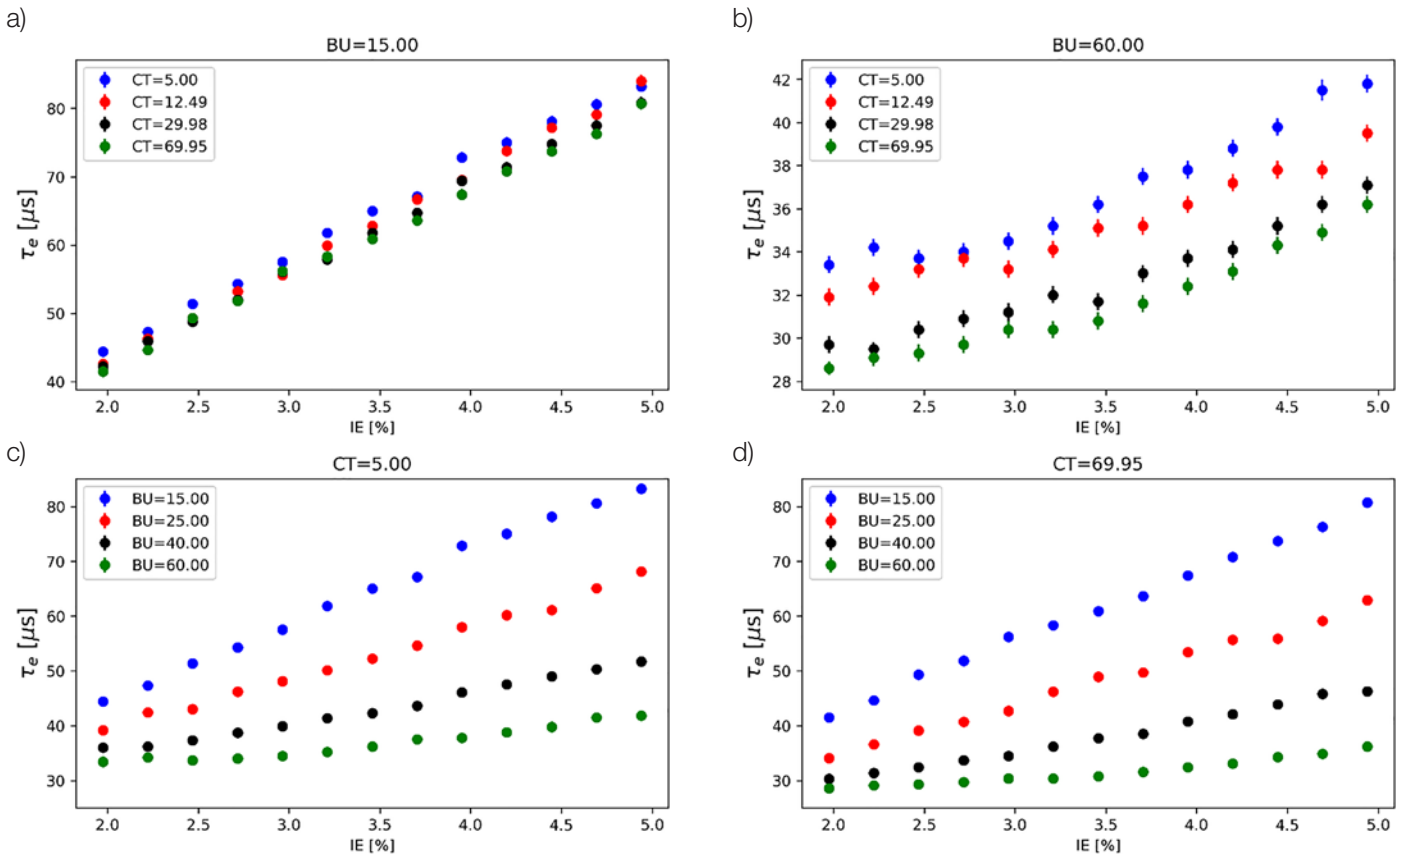 a)
BU=15.00
CT=5.00
CT=12.49
CT=29.98
CT=69.95
80
70
60
50
40
τe [μs]
2.0 2.5 3.0 3.5 4.0 4.5 5.0
IE [%]
b)
BU=60.00
CT=5.00
CT=12.49
CT=29.98
CT=69.95
42
40
38
36
34
32
30
28
τe [μs]
2.0 2.5 3.0 3.5 4.0 4.5 5.0
IE [%]
c)
CT=5.00
BU=15.00
BU=25.00
BU=40.00
BU=60.00
80
70
60
50
40
30
τe [μs]
2.0 2.5 3.0 3.5 4.0 4.5 5.0
IE [%]
d)
CT=69.95
BU=15.00
BU=25.00
BU=40.00
BU=60.00
80
70
60
50
40
30
τe [μs]
2.0 2.5 3.0 3.5 4.0 4.5 5.0
IE [%]